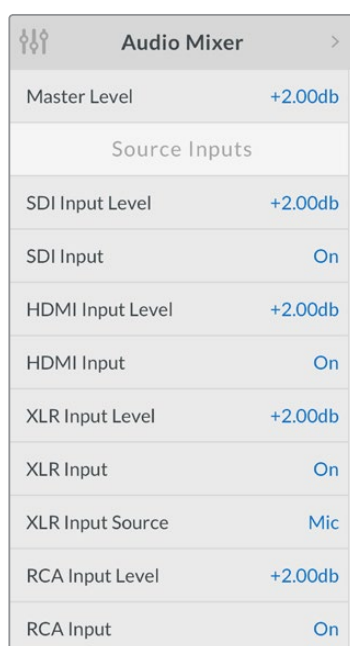 Audio Mixer >
Master Level +2.00db
Source Inputs
SDI Input Level +2.00db
SDI Input On
HDMI Input Level +2.00db
HDMI Input On
XLR Input Level +2.00db
XLR Input On
XLR Input Source Mic
RCA Input Level +2.00db
RCA Input On